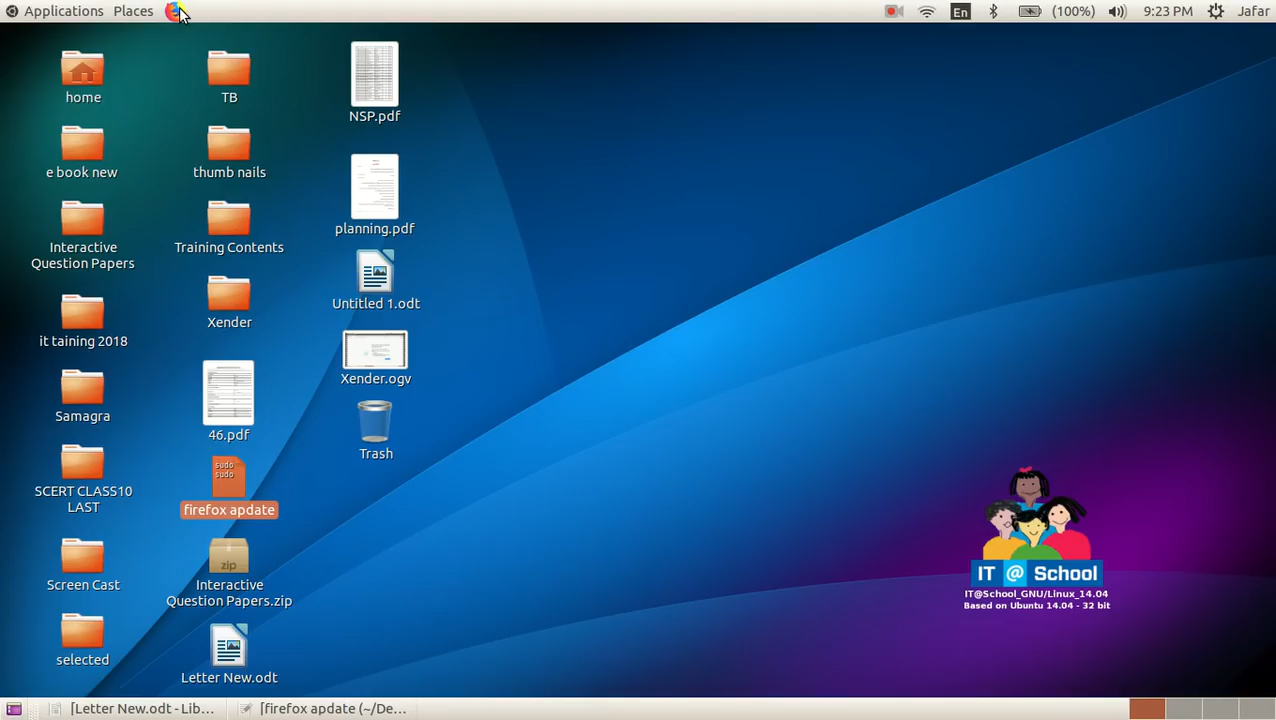 Applications Places En (100%) 9:23 PM Jafar
home
TB
NSP.pdf
e book new
thumb nails
planning.pdf
Interactive
Question Papers
Training Contents
Untitled 1.odt
it taining 2018
Xender
Xender.ogv
Samagra
46.pdf
Trash
SCERT CLASS10
LAST
sudo
sudo
firefox apdate
Screen Cast
zip
Interactive
Question Papers.zip
selected
Letter New.odt
IT @ School
IT@School_GNU/Linux_14.04
Based on Ubuntu 14.04 - 32 bit
[Letter New.odt - Lib... [firefox apdate (~/De...